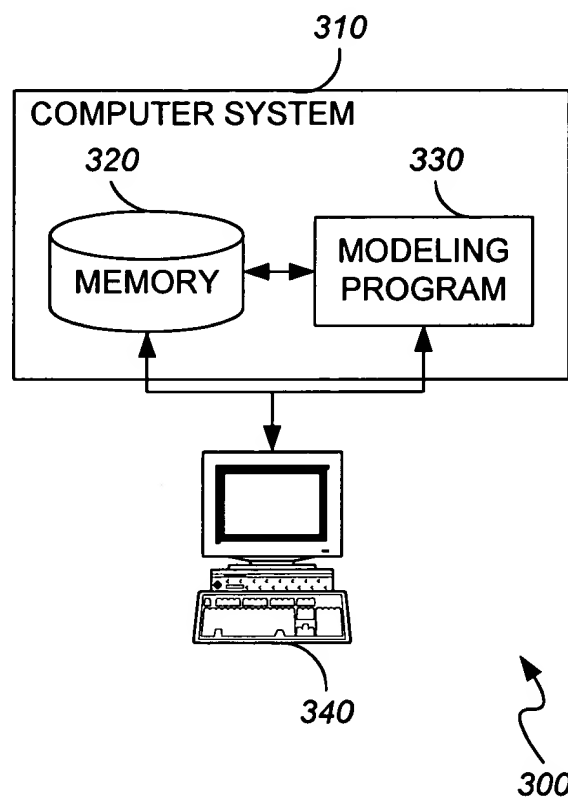 310
COMPUTER SYSTEM
320
330
MEMORY
MODELING
PROGRAM
340
300